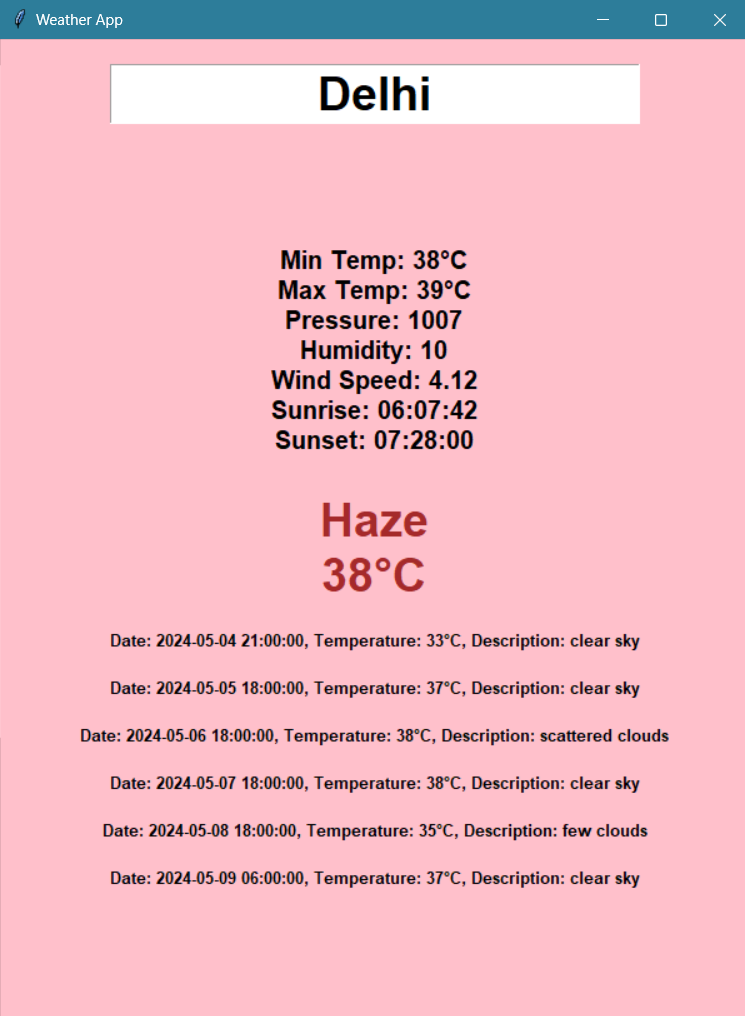 Weather App
Delhi
Min Temp: 38°C
Max Temp: 39°C
Pressure: 1007
Humidity: 10
Wind Speed: 4.12
Sunrise: 06:07:42
Sunset: 07:28:00
Haze
38°C
Date: 2024-05-04 21:00:00, Temperature: 33°C, Description: clear sky
Date: 2024-05-05 18:00:00, Temperature: 37°C, Description: clear sky
Date: 2024-05-06 18:00:00, Temperature: 38°C, Description: scattered clouds
Date: 2024-05-07 18:00:00, Temperature: 38°C, Description: clear sky
Date: 2024-05-08 18:00:00, Temperature: 35°C, Description: few clouds
Date: 2024-05-09 06:00:00, Temperature: 37°C, Description: clear sky